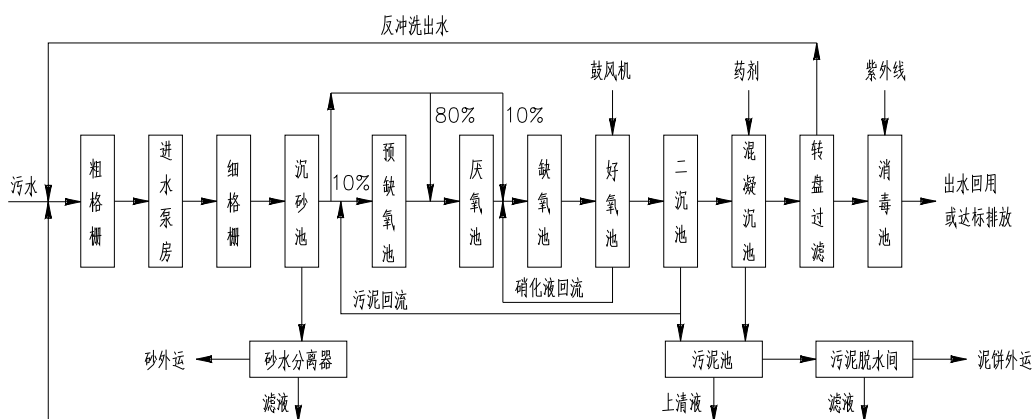 反冲洗出水
鼓风机
药剂
紫外线
80%
10%
污水
粗格栅
进水泵房
细格栅
沉砂池
10%
预缺氧池
厌氧池
缺氧池
好氧池
二沉池
混凝沉池
转盘过滤
消毒池
出水回用
或达标排放
污泥回流
硝化液回流
砂外运
砂水分离器
污泥池
污泥脱水间
泥饼外运
滤液
上清液
滤液